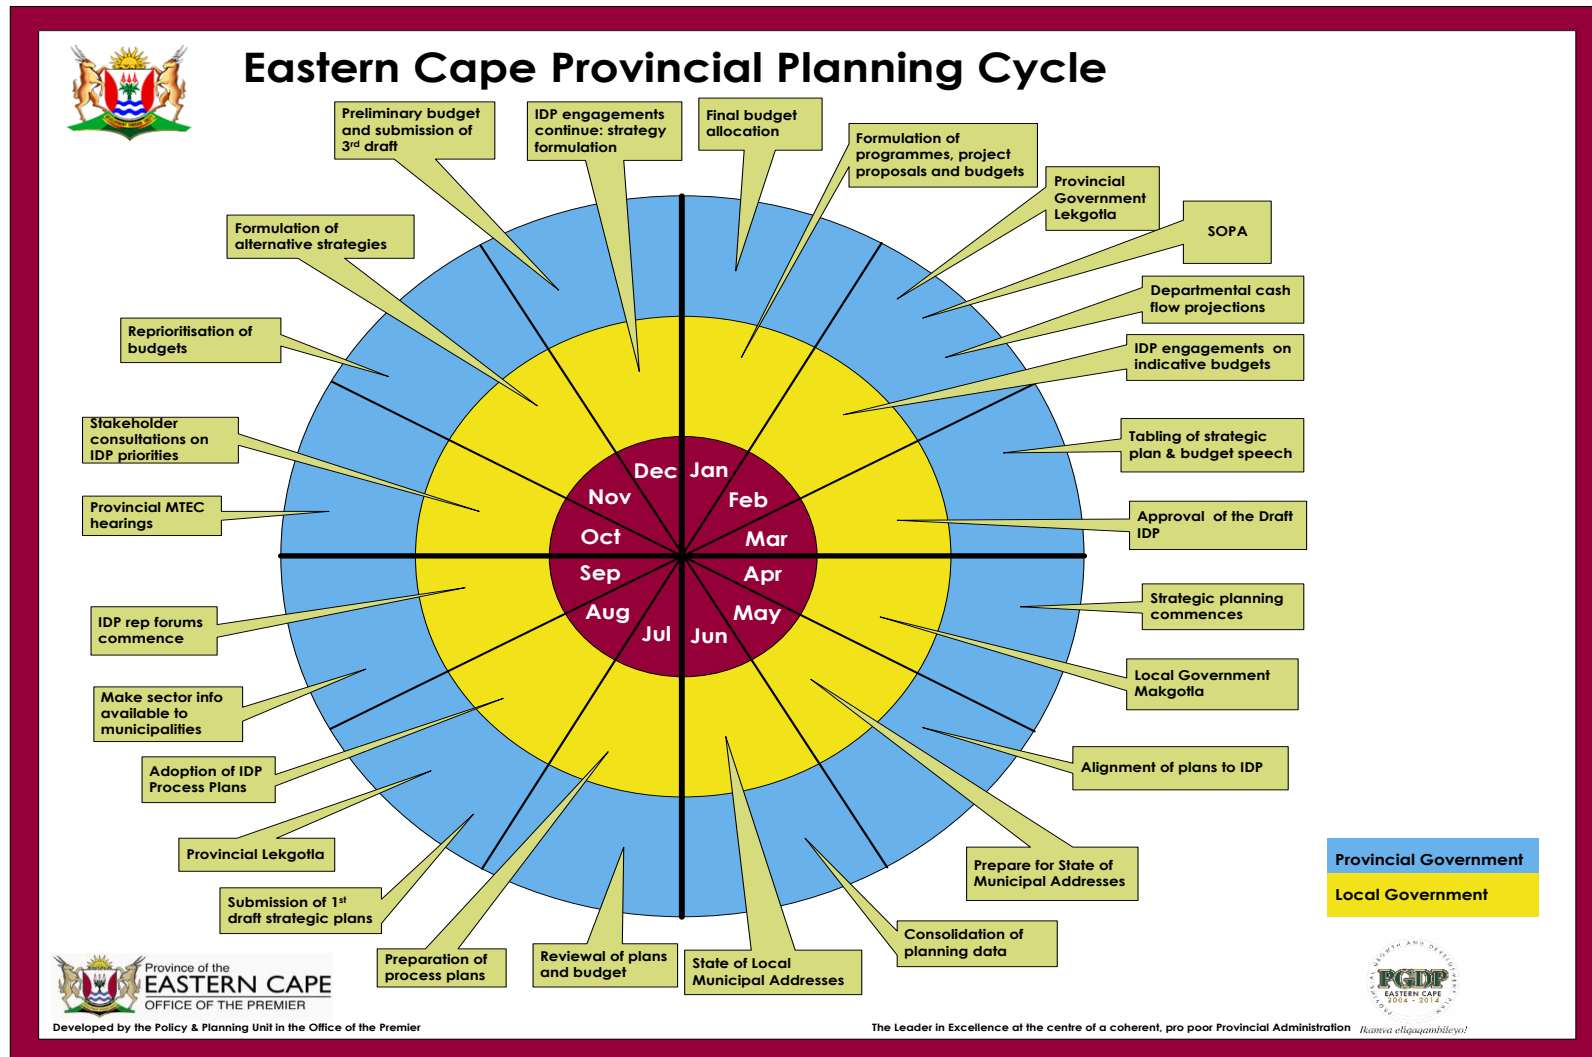 Eastern Cape Provincial Planning Cycle
Preliminary budget
and submission of
3rd draft
IDP engagements
continue: strategy
formulation
Final budget
allocation
Formulation of
programmes, project
proposals and budgets
Provincial
Government
Lekgotla
SOPA
Departmental cash
flow projections
IDP engagements on
indicative budgets
Tabling of strategic
plan & budget speech
Approval of the Draft
IDP
Strategic planning
commences
Local Government
Makgotla
Alignment of plans to IDP
Prepare for State of
Municipal Addresses
Consolidation of
planning data
State of Local
Municipal Addresses
Reviewal of plans
and budget
Preparation of
process plans
Submission of 1st
draft strategic plans
Provincial Lekgotla
Adoption of IDP
Process Plans
Make sector info
available to
municipalities
IDP rep forums
commence
Provincial MTEC
hearings
Stakeholder
consultations on
IDP priorities
Reprioritisation of
budgets
Formulation of
alternative strategies
Jan
Feb
Mar
Apr
May
Jun
Jul
Aug
Sep
Oct
Nov
Dec
Provincial Government
Local Government
Province of the
EASTERN CAPE
OFFICE OF THE PREMIER
PROVINCIAL GROWTH AND DEVELOPMENT PLAN
PGDP
EASTERN CAPE
2004 - 2014
Ikamva eliqaqambileyo!
Developed by the Policy & Planning Unit in the Office of the Premier
The Leader in Excellence at the centre of a coherent, pro poor Provincial Administration